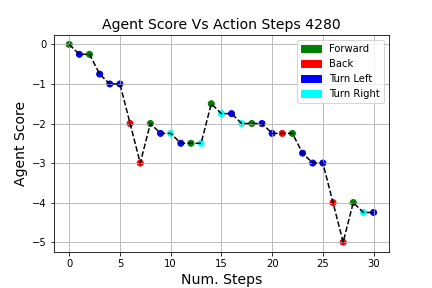 Agent Score Vs Action Steps 4280
Forward
Back
Turn Left
Turn Right
Agent Score
0
−1
−2
−3
−4
−5
0 5 10 15 20 25 30
Num. Steps